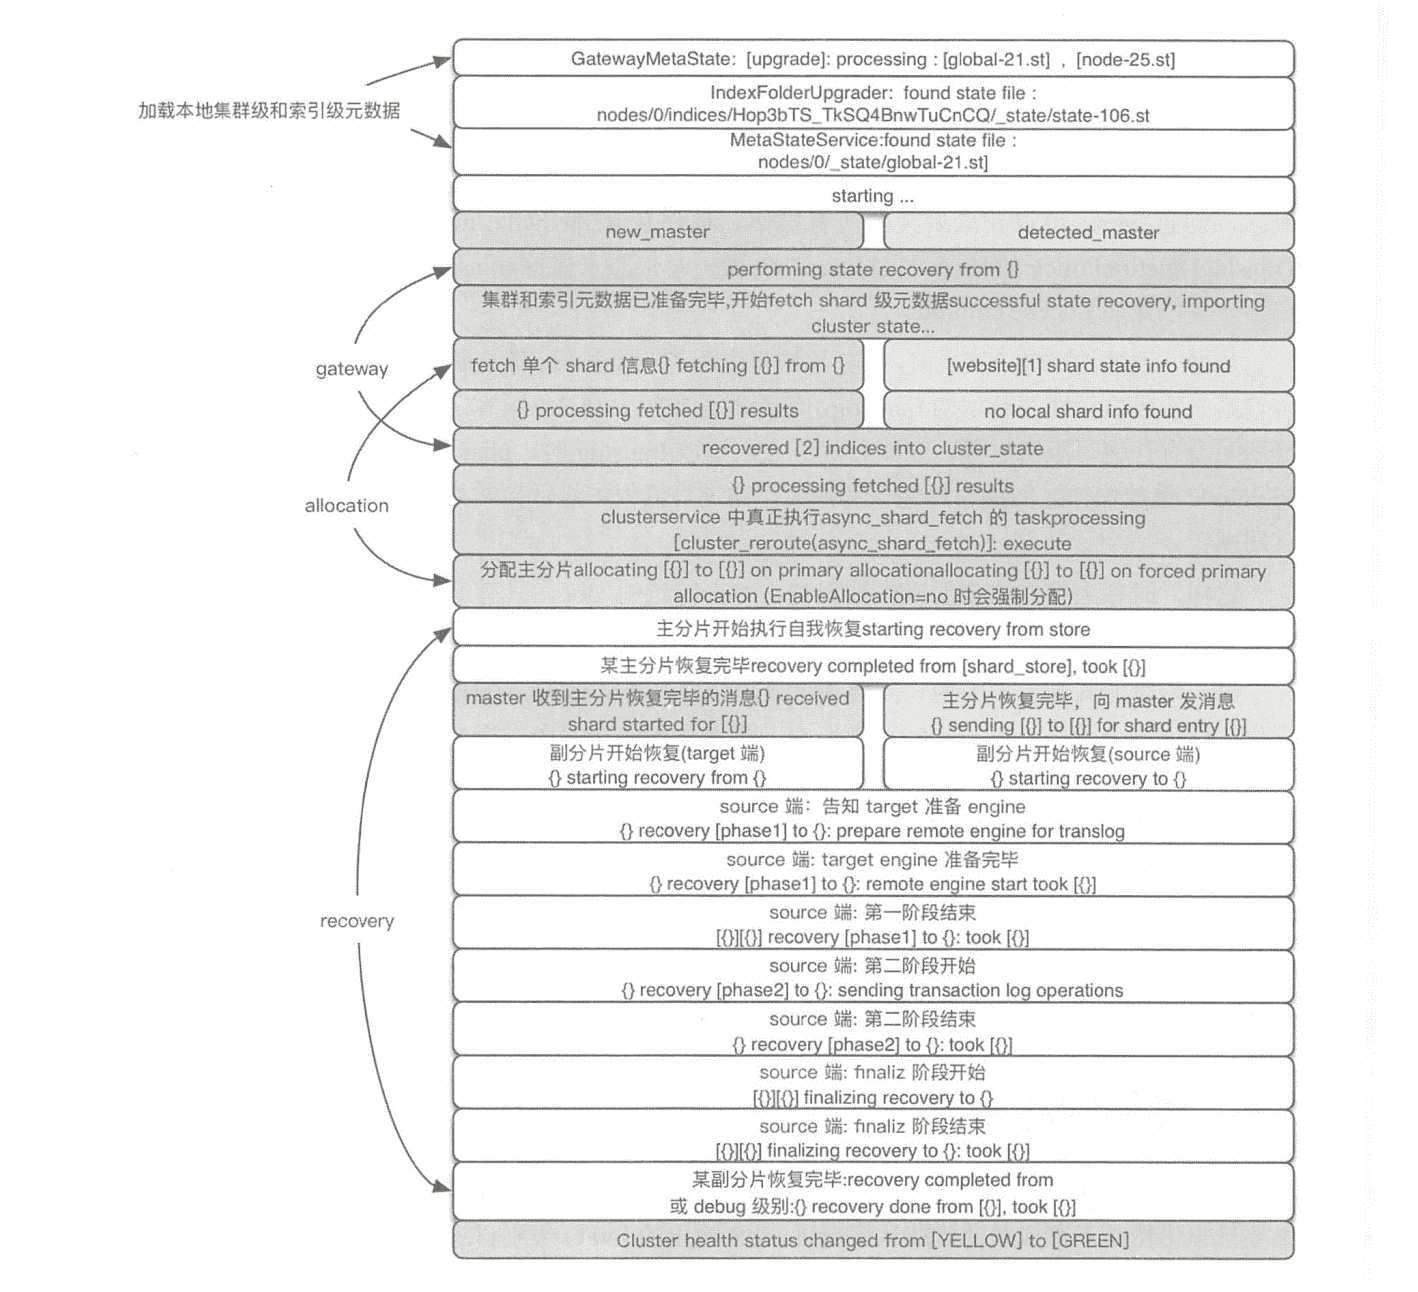 GatewayMetaState: [upgrade]: processing : [global-21.st] , [node-25.st]
加载本地集群级和索引级元数据
IndexFolderUpgrader: found state file :
nodes/0/indices/Hop3bTS_TkSQ4BnwTuCnCQ/_state/state-106.st
MetaStateService:found state file :
nodes/0/_state/global-21.st]
starting ...
new_master
detected_master
performing state recovery from {}
集群和索引元数据已准备完毕,开始fetch shard 级元数据successful state recovery, importing
cluster state...
gateway
fetch 单个 shard 信息{} fetching [{}] from {}
[website][1] shard state info found
{} processing fetched [{}] results
no local shard info found
recovered [2] indices into cluster_state
{} processing fetched [{}] results
allocation
clusterservice 中真正执行async_shard_fetch 的 taskprocessing
[cluster_reroute(async_shard_fetch)]: execute
分配主分片allocating [{}] to [{}] on primary allocationallocating [{}] to [{}] on forced primary
allocation (EnableAllocation=no 时会强制分配)
主分片开始执行自我恢复starting recovery from store
某主分片恢复完毕recovery completed from [shard_store], took [{}]
master 收到主分片恢复完毕的消息{} received
shard started for [{}]
主分片恢复完毕，向 master 发消息
{} sending [{}] to [{}] for shard entry [{}]
副分片开始恢复(target 端)
{} starting recovery from {}
副分片开始恢复(source 端)
{} starting recovery to {}
source 端：告知 target 准备 engine
{} recovery [phase1] to {}: prepare remote engine for translog
source 端: target engine 准备完毕
{} recovery [phase1] to {}: remote engine start took [{}]
recovery
source 端: 第一阶段结束
[{}][{}] recovery [phase1] to {}: took [{}]
source 端: 第二阶段开始
{} recovery [phase2] to {}: sending transaction log operations
source 端: 第二阶段结束
{} recovery [phase2] to {}: took [{}]
source 端: finaliz 阶段开始
[{}][{}] finalizing recovery to {}
source 端: finaliz 阶段结束
[{}][{}] finalizing recovery to {}: took [{}]
某副分片恢复完毕:recovery completed from
或 debug 级别:{} recovery done from [{}], took [{}]
Cluster health status changed from [YELLOW] to [GREEN]